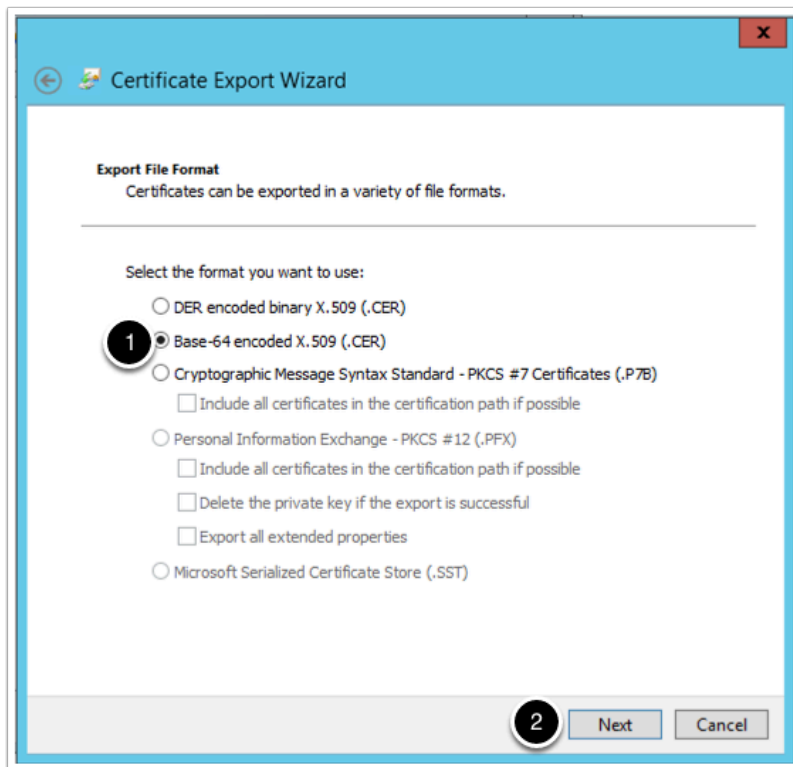 x
Certificate Export Wizard
Export File Format
Certificates can be exported in a variety of file formats.
Select the format you want to use:
DER encoded binary X.509 (.CER)
1 Base-64 encoded X.509 (.CER)
Cryptographic Message Syntax Standard - PKCS #7 Certificates (.P7B)
Include all certificates in the certification path if possible
Personal Information Exchange - PKCS #12 (.PFX)
Include all certificates in the certification path if possible
Delete the private key if the export is successful
Export all extended properties
Microsoft Serialized Certificate Store (.SST)
2 Next Cancel